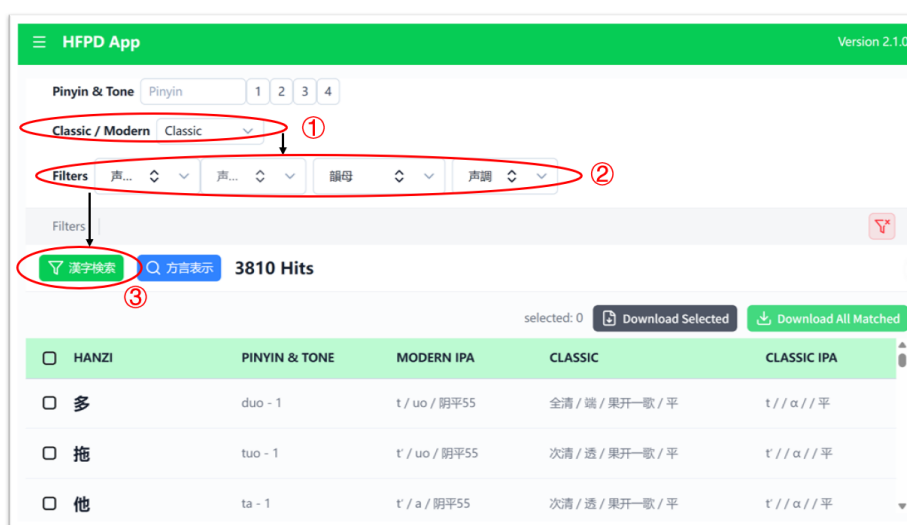 HFPD App Version 2.1.0
Pinyin & Tone Pinyin 1 2 3 4
Classic / Modern Classic ①
Filters 声... 声... 韻母 声調 ②
Filters
漢字検索 方言表示 3810 Hits
③
selected: 0 Download Selected Download All Matched
HANZI PINYIN & TONE MODERN IPA CLASSIC CLASSIC IPA
多 duo - 1 t / uo / 阴平55 全清 / 端 / 果开一歌 / 平 t / / ɑ / / 平
拖 tuo - 1 tʻ / uo / 阴平55 次清 / 透 / 果开一歌 / 平 tʻ / / ɑ / / 平
他 ta - 1 tʻ / a / 阴平55 次清 / 透 / 果开一歌 / 平 tʻ / / ɑ / / 平